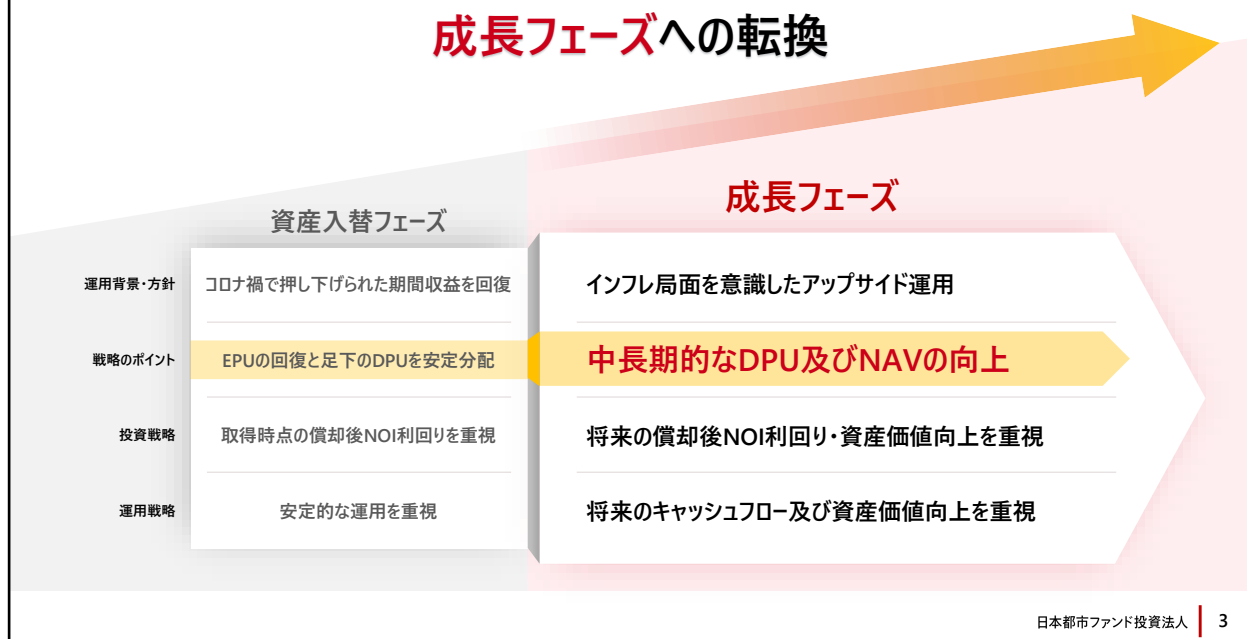 成長フェーズへの転換
資産入替フェーズ
成長フェーズ
運用背景・方針
コロナ禍で押し下げられた期間収益を回復
インフレ局面を意識したアップサイド運用
戦略のポイント
EPUの回復と足下のDPUを安定分配
中長期的なDPU及びNAVの向上
投資戦略
取得時点の償却後NOI利回りを重視
将来の償却後NOI利回り・資産価値向上を重視
運用戦略
安定的な運用を重視
将来のキャッシュフロー及び資産価値向上を重視
日本都市ファンド投資法人 3